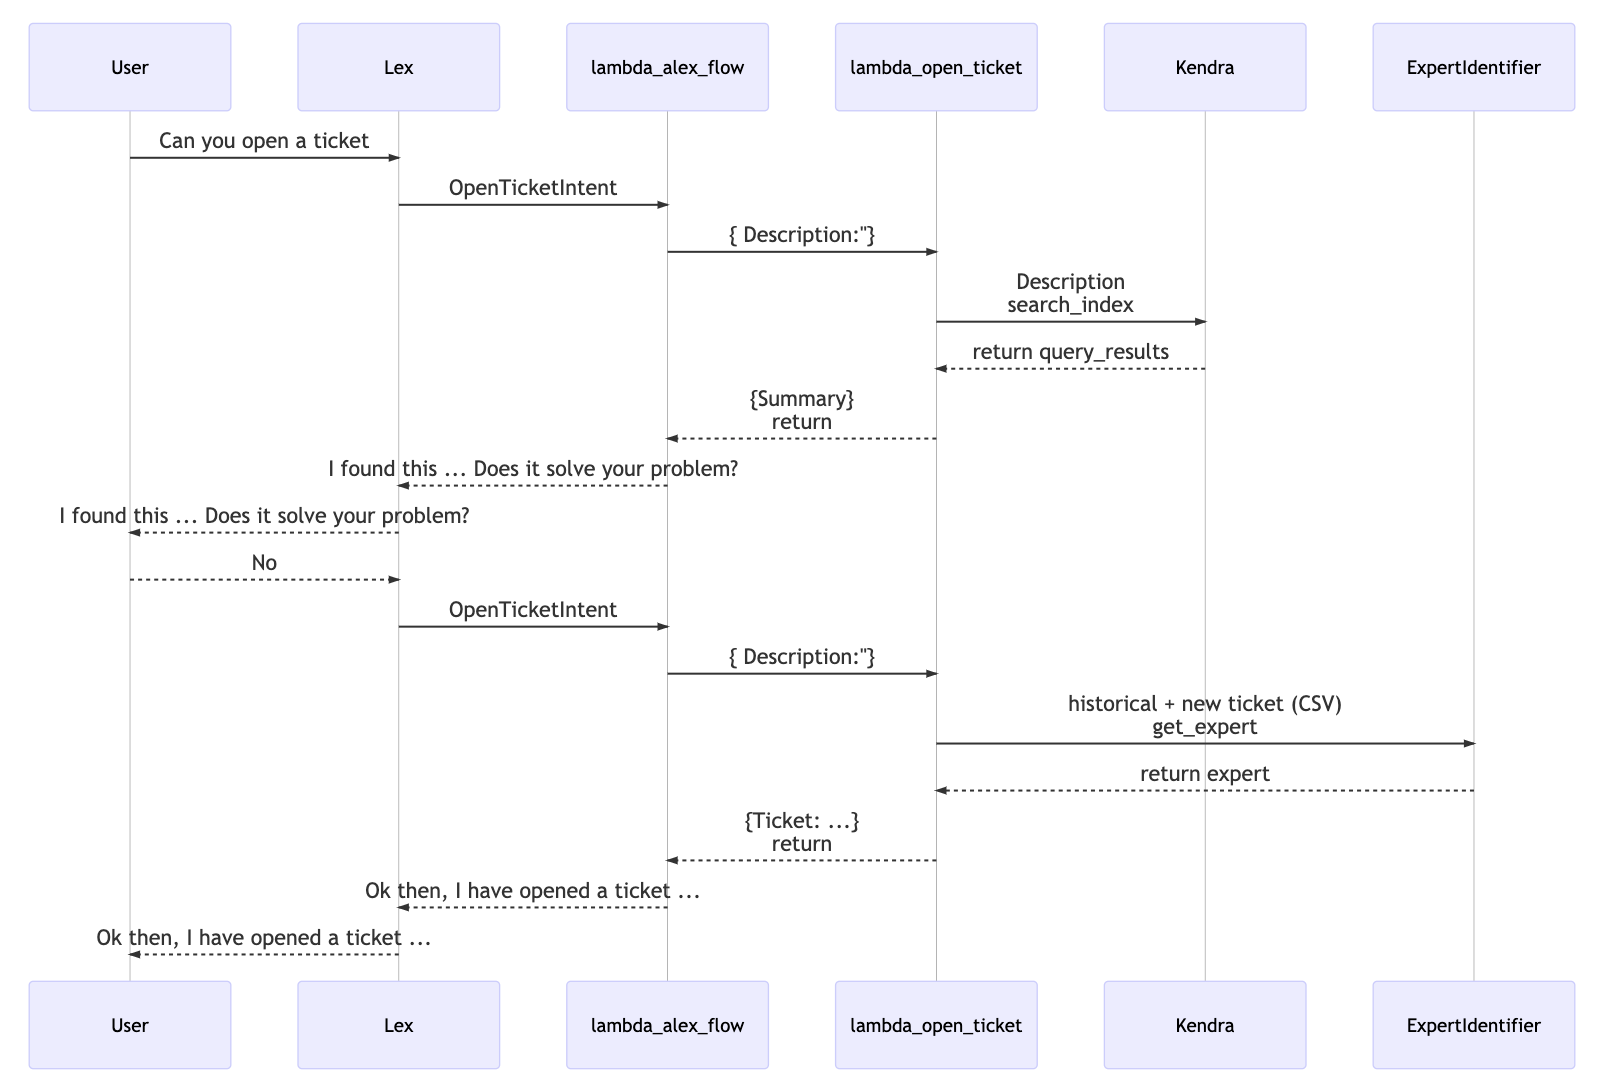 User
Lex
lambda_alex_flow
lambda_open_ticket
Kendra
ExpertIdentifier
Can you open a ticket
OpenTicketIntent
{ Description:''}
Description
search_index
return query_results
{Summary}
return
I found this ... Does it solve your problem?
I found this ... Does it solve your problem?
No
OpenTicketIntent
{ Description:''}
historical + new ticket (CSV)
get_expert
return expert
{Ticket: ...}
return
Ok then, I have opened a ticket ...
Ok then, I have opened a ticket ...
User
Lex
lambda_alex_flow
lambda_open_ticket
Kendra
ExpertIdentifier